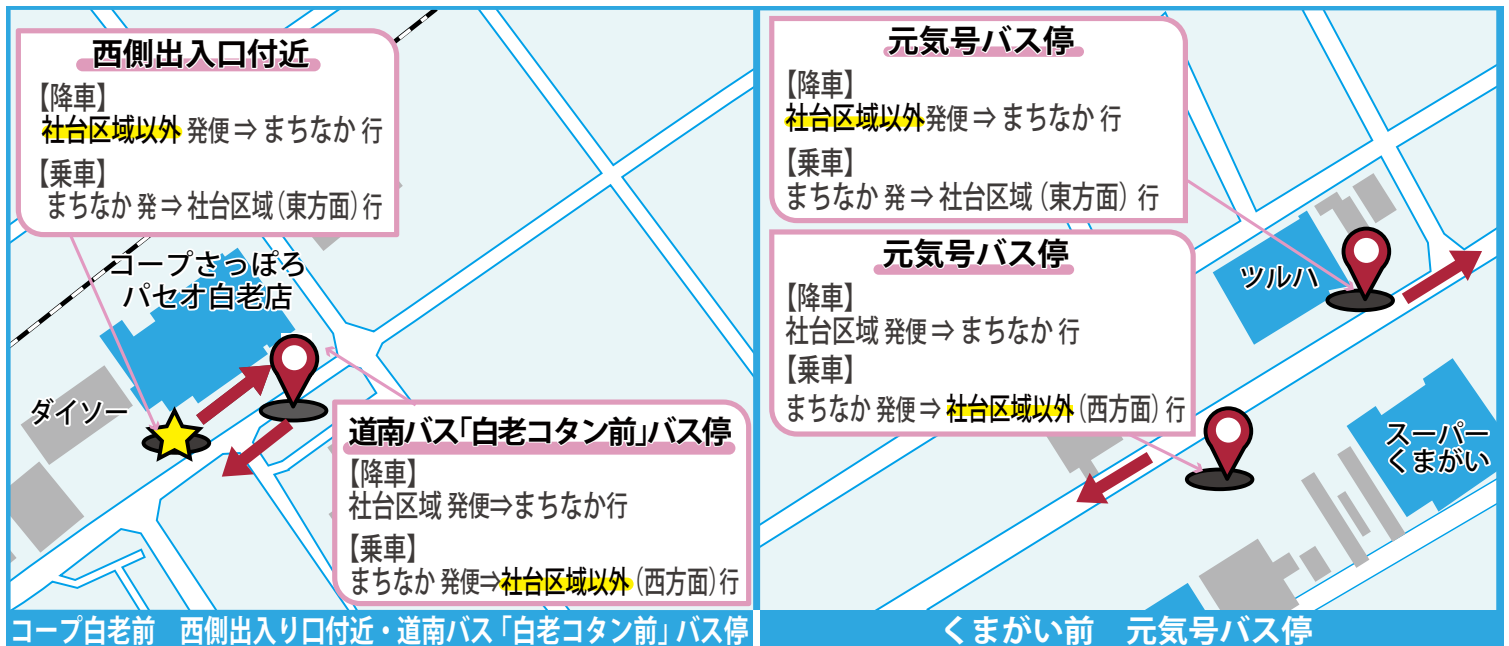 西側出入口付近
【降車】
社台区域以外 発便⇒まちなか 行
【乗車】
まちなか 発⇒社台区域(東方面)行
コープさっぽろ
パセオ白老店
ダイソー
道南バス「白老コタン前」バス停
【降車】
社台区域 発便⇒まちなか行
【乗車】
まちなか 発便⇒社台区域以外(西方面)行
コープ白老前 西側出入り口付近・道南バス「白老コタン前」バス停
元気号バス停
【降車】
社台区域以外発便⇒まちなか 行
【乗車】
まちなか 発⇒社台区域(東方面)行
元気号バス停
【降車】
社台区域 発便⇒まちなか 行
【乗車】
まちなか 発便⇒社台区域以外(西方面)行
ツルハ
スーパー
くまがい
くまがい前 元気号バス停